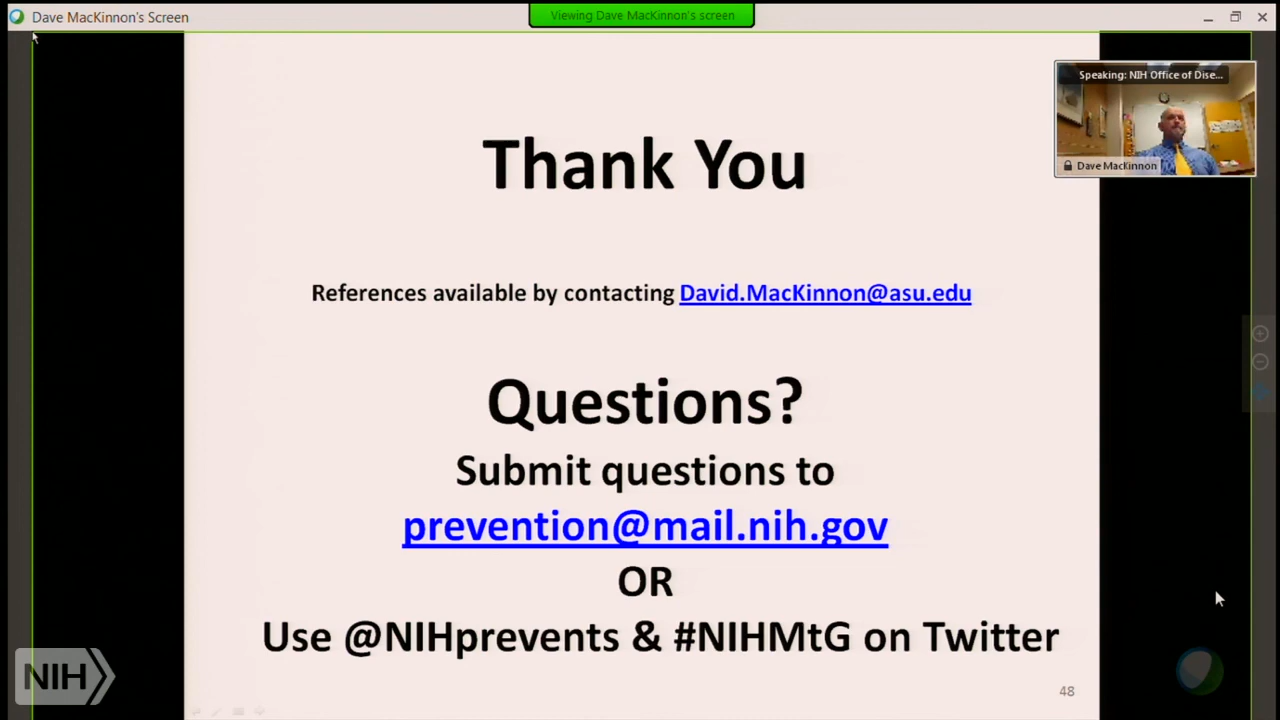 Dave MacKinnon's Screen
Viewing Dave MacKinnon's screen
Speaking: NIH Office of Dise...
Dave MacKinnon
Thank You
References available by contacting David.MacKinnon@asu.edu
Questions?
Submit questions to
prevention@mail.nih.gov
OR
Use @NIHprevents & #NIHMtG on Twitter
NIH
48